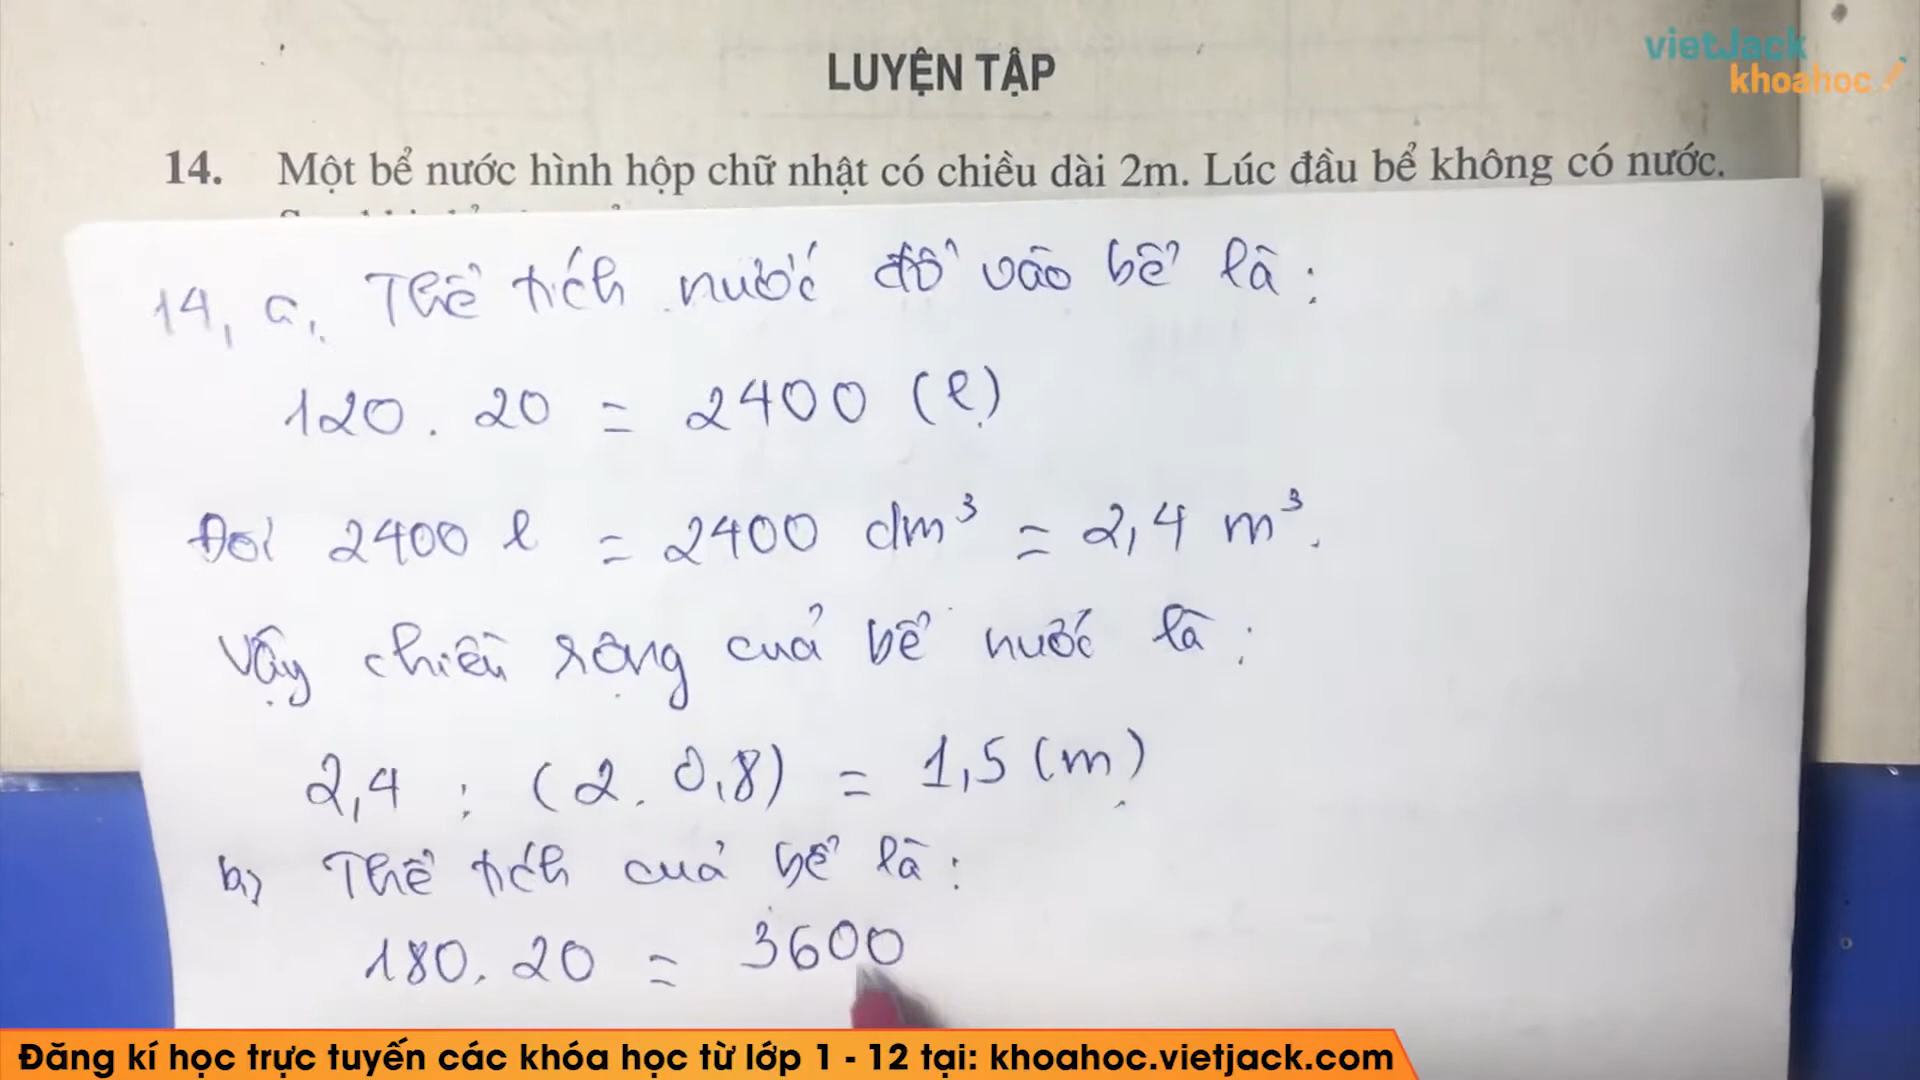 LUYỆN TẬP
vietJack
khoahoc
14. Một bể nước hình hộp chữ nhật có chiều dài 2m. Lúc đầu bể không có nước.
14, a, Thể tích nước đổ vào bể là:
120 . 20 = 2400 (l)
Đổi 2400 l = 2400 dm³ = 2,4 m³.
Vậy chiều rộng của bể nước là:
2,4 : (2. 0,8) = 1,5 (m)
b, Thể tích của bể là:
180. 20 = 3600
Đăng kí học trực tuyến các khóa học từ lớp 1 - 12 tại: khoahoc.vietjack.com